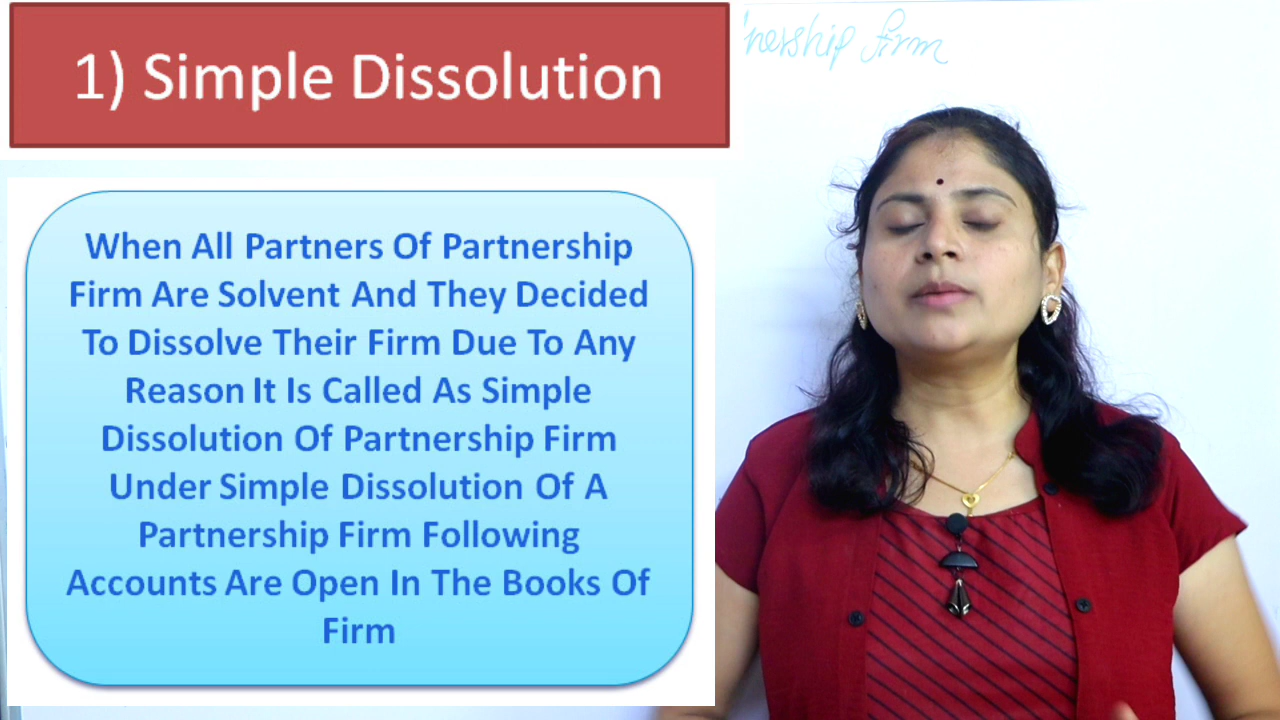 1) Simple Dissolution
nership firm
When All Partners Of Partnership
Firm Are Solvent And They Decided
To Dissolve Their Firm Due To Any
Reason It Is Called As Simple
Dissolution Of Partnership Firm
Under Simple Dissolution Of A
Partnership Firm Following
Accounts Are Open In The Books Of
Firm